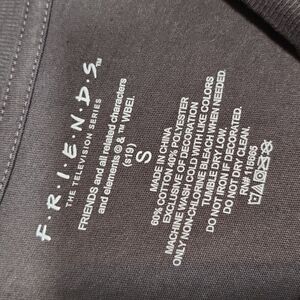 F·R·I·E·N·D·S™
THE TELEVISION SERIES
FRIENDS and all related characters
and elements © & ™ WBEI.
(s19)
S
MADE IN CHINA
60% COTTON 40% POLYESTER
EXCLUSIVE OF DECORATION
MACHINE WASH COLD WITH LIKE COLORS
ONLY NON-CHLORINE BLEACH WHEN NEEDED
TUMBLE DRY LOW.
DO NOT IRON IF DECORATED.
DO NOT DRY CLEAN.